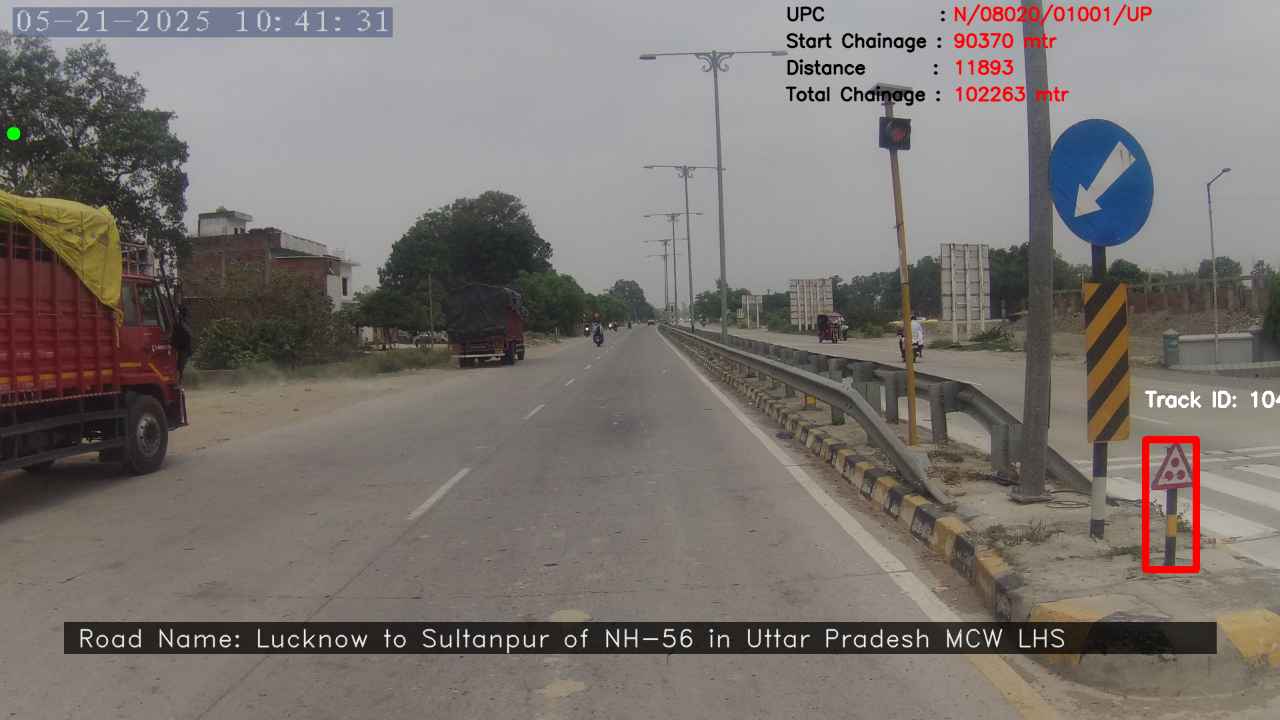 05-21-2025 10:41:31
UPC : N/08020/01001/UP
Start Chainage : 90370 mtr
Distance : 11893
Total Chainage : 102263 mtr
Track ID: 104
Road Name: Lucknow to Sultanpur of NH-56 in Uttar Pradesh MCW LHS